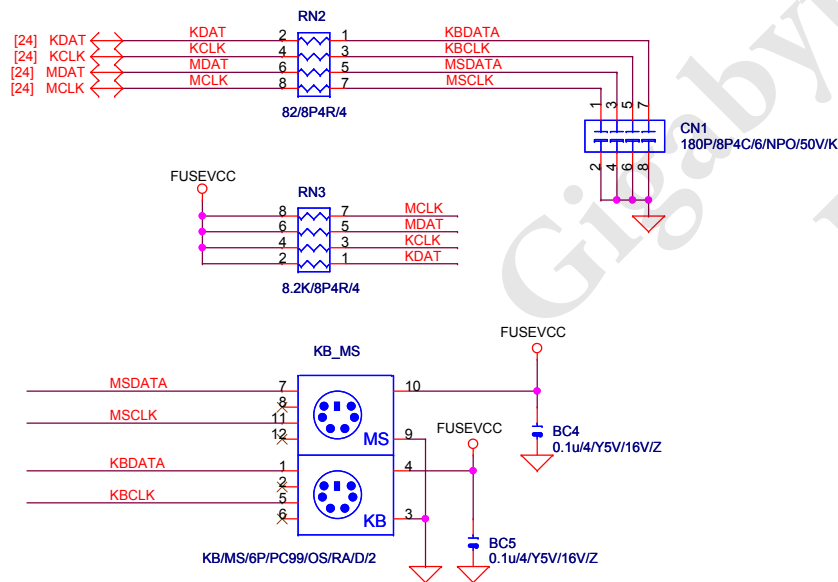 RN2
[24] KDAT KDAT 2 1 KBDATA
[24] KCLK KCLK 4 3 KBCLK
[24] MDAT MDAT 6 5 MSDATA
[24] MCLK MCLK 8 7 MSCLK
82/8P4R/4
1 3 5 7
CN1
180P/8P4C/6/NPO/50V/K
2 4 6 8
FUSEVCC
RN3
8 7 MCLK
6 5 MDAT
4 3 KCLK
2 1 KDAT
8.2K/8P4R/4
FUSEVCC
KB_MS
MSDATA 7 10
8
MSCLK 11
12 MS 9
FUSEVCC
BC4
0.1u/4/Y5V/16V/Z
KBDATA 1 4
2
KBCLK 5
6 KB 3
BC5
0.1u/4/Y5V/16V/Z
KB/MS/6P/PC99/OS/RA/D/2
Gigaby